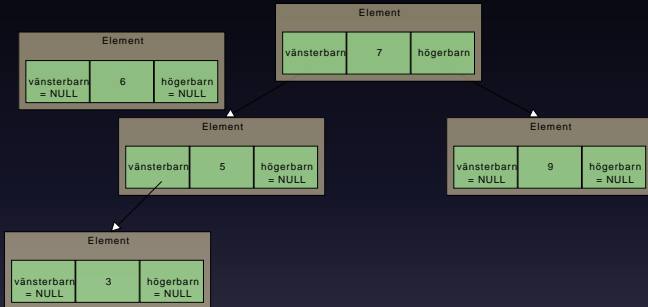 Element
vänsterbarn 7 högerbarn
Element
vänsterbarn 6 högerbarn
= NULL = NULL
Element
vänsterbarn 5 högerbarn
= NULL
Element
vänsterbarn 9 högerbarn
= NULL = NULL
Element
vänsterbarn 3 högerbarn
= NULL = NULL